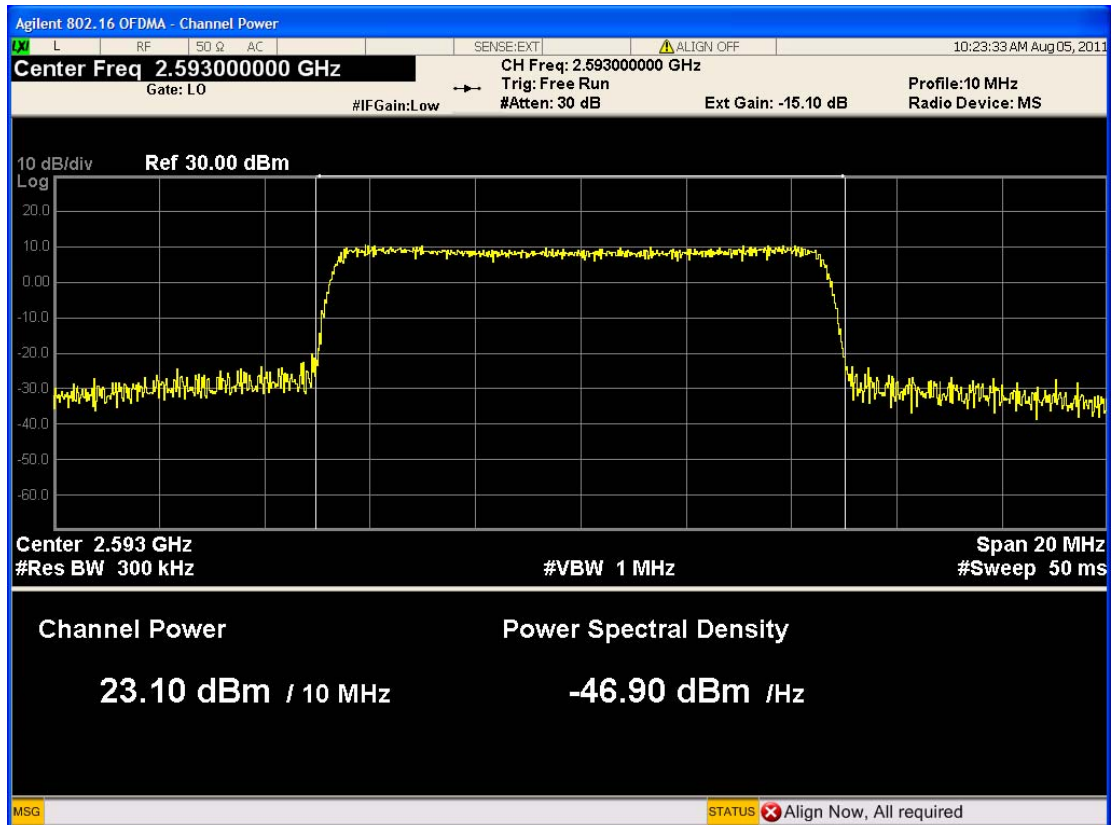 Agilent 802.16 OFDMA - Channel Power
LXI L RF 50 Ω AC SENSE:EXT ALIGN OFF 10:23:33 AM Aug 05, 2011
Center Freq 2.593000000 GHz CH Freq: 2.593000000 GHz
Gate: LO Trig: Free Run Profile:10 MHz
#IFGain:Low #Atten: 30 dB Ext Gain: -15.10 dB Radio Device: MS
10 dB/div Ref 30.00 dBm
Log
20.0
10.0
0.00
-10.0
-20.0
-30.0
-40.0
-50.0
-60.0
Center 2.593 GHz Span 20 MHz
#Res BW 300 kHz #VBW 1 MHz #Sweep 50 ms
Channel Power Power Spectral Density
23.10 dBm / 10 MHz -46.90 dBm /Hz
MSG STATUS Align Now, All required